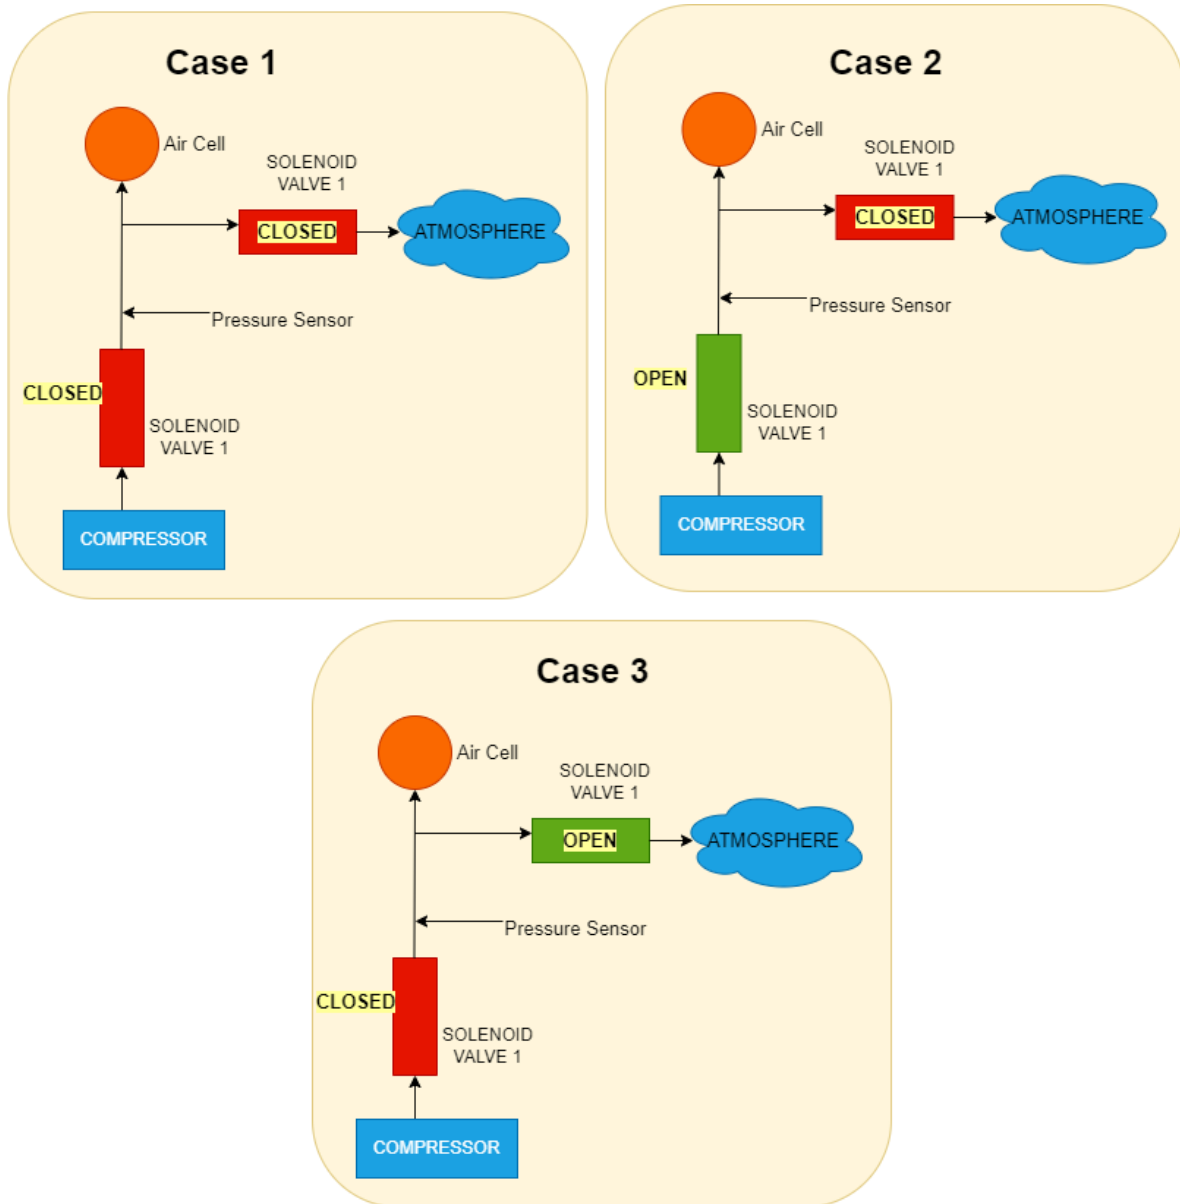 Case 1
Air Cell
SOLENOID
VALVE 1
CLOSED
ATMOSPHERE
Pressure Sensor
CLOSED
SOLENOID
VALVE 1
COMPRESSOR
Case 2
Air Cell
SOLENOID
VALVE 1
CLOSED
ATMOSPHERE
Pressure Sensor
OPEN
SOLENOID
VALVE 1
COMPRESSOR
Case 3
Air Cell
SOLENOID
VALVE 1
OPEN
ATMOSPHERE
Pressure Sensor
CLOSED
SOLENOID
VALVE 1
COMPRESSOR